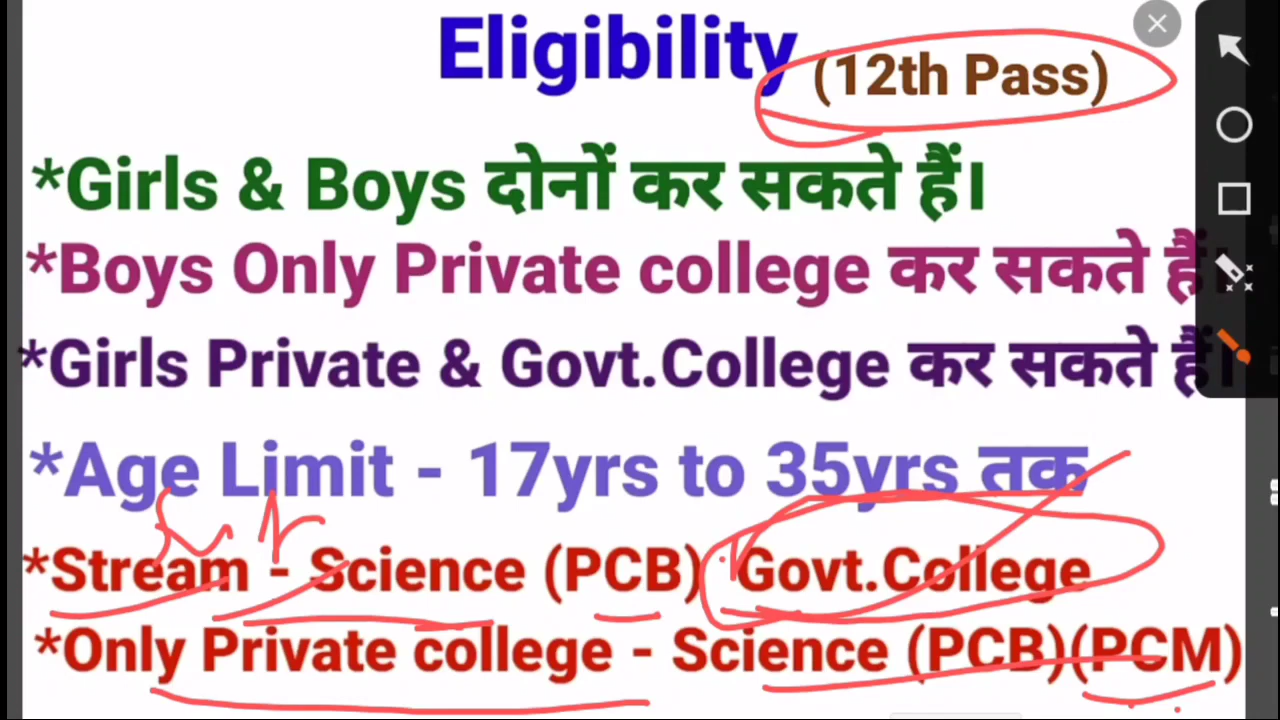 Eligibility (12th Pass)
*Girls & Boys दोनों कर सकते हैं।
*Boys Only Private college कर सकते हैं।
*Girls Private & Govt.College कर सकते हैं।
*Age Limit - 17yrs to 35yrs तक
*Stream - Science (PCB) Govt.College
*Only Private college - Science (PCB)(PCM)